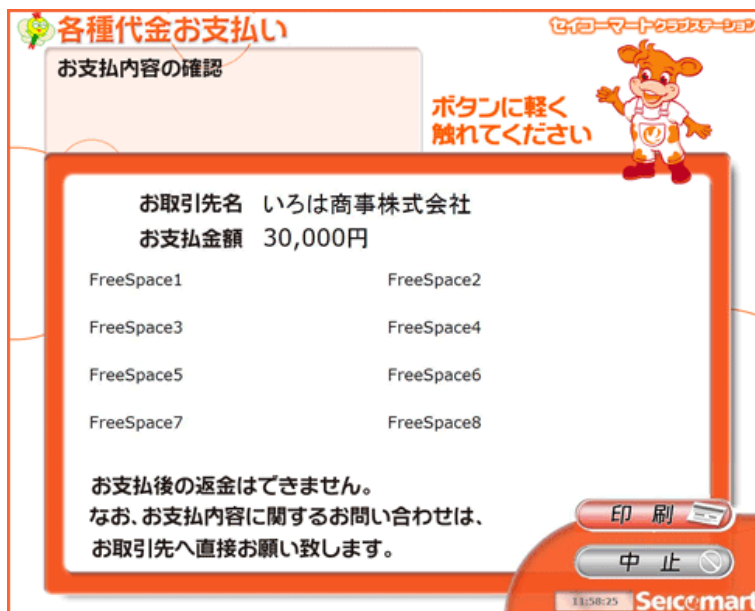 各種代金お支払い
セイコーマートクラブステーション
お支払内容の確認
ボタンに軽く
触れてください
お取引先名 いろは商事株式会社
お支払金額 30,000円
FreeSpace1 FreeSpace2
FreeSpace3 FreeSpace4
FreeSpace5 FreeSpace6
FreeSpace7 FreeSpace8
お支払後の返金はできません。
なお、お支払内容に関するお問い合わせは、
お取引先へ直接お願い致します。
印刷
中止
11:58:25 Seicomart